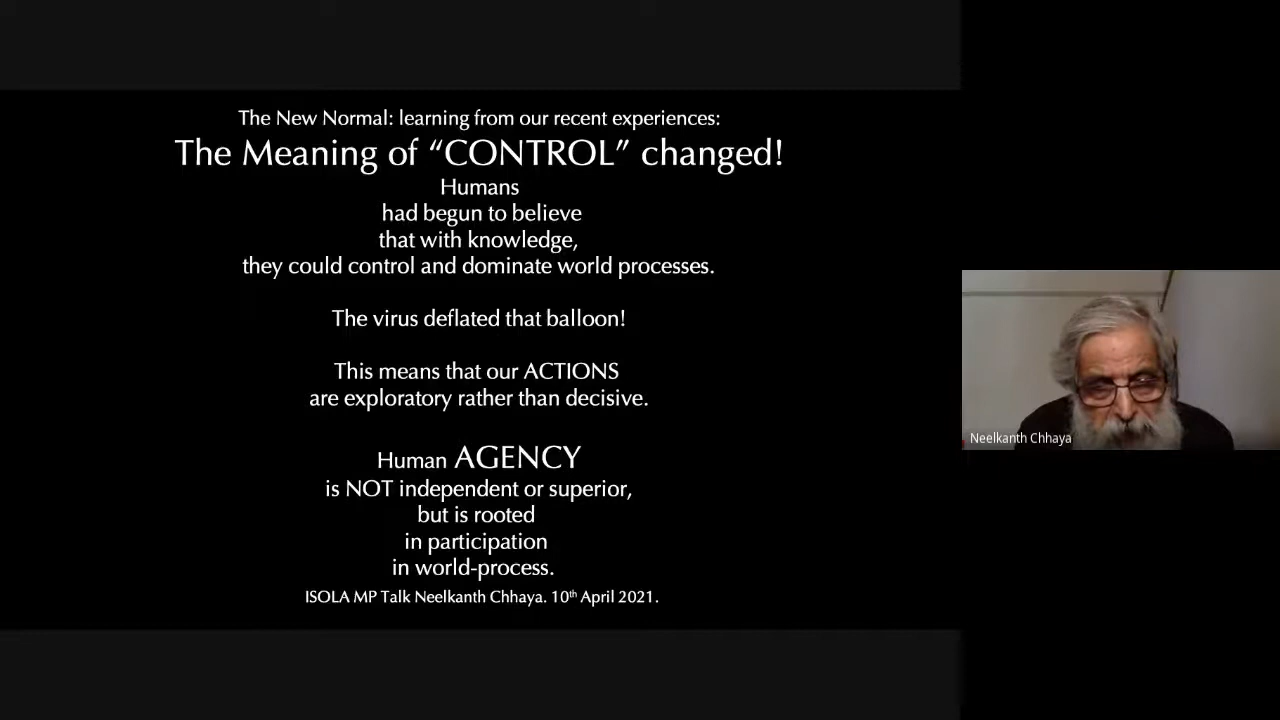 The New Normal: learning from our recent experiences:
The Meaning of “CONTROL” changed!
Humans
had begun to believe
that with knowledge,
they could control and dominate world processes.
The virus deflated that balloon!
This means that our ACTIONS
are exploratory rather than decisive.
Human AGENCY
is NOT independent or superior,
but is rooted
in participation
in world-process.
ISOLA MP Talk Neelkanth Chhaya. 10th April 2021.
Neelkanth Chhaya